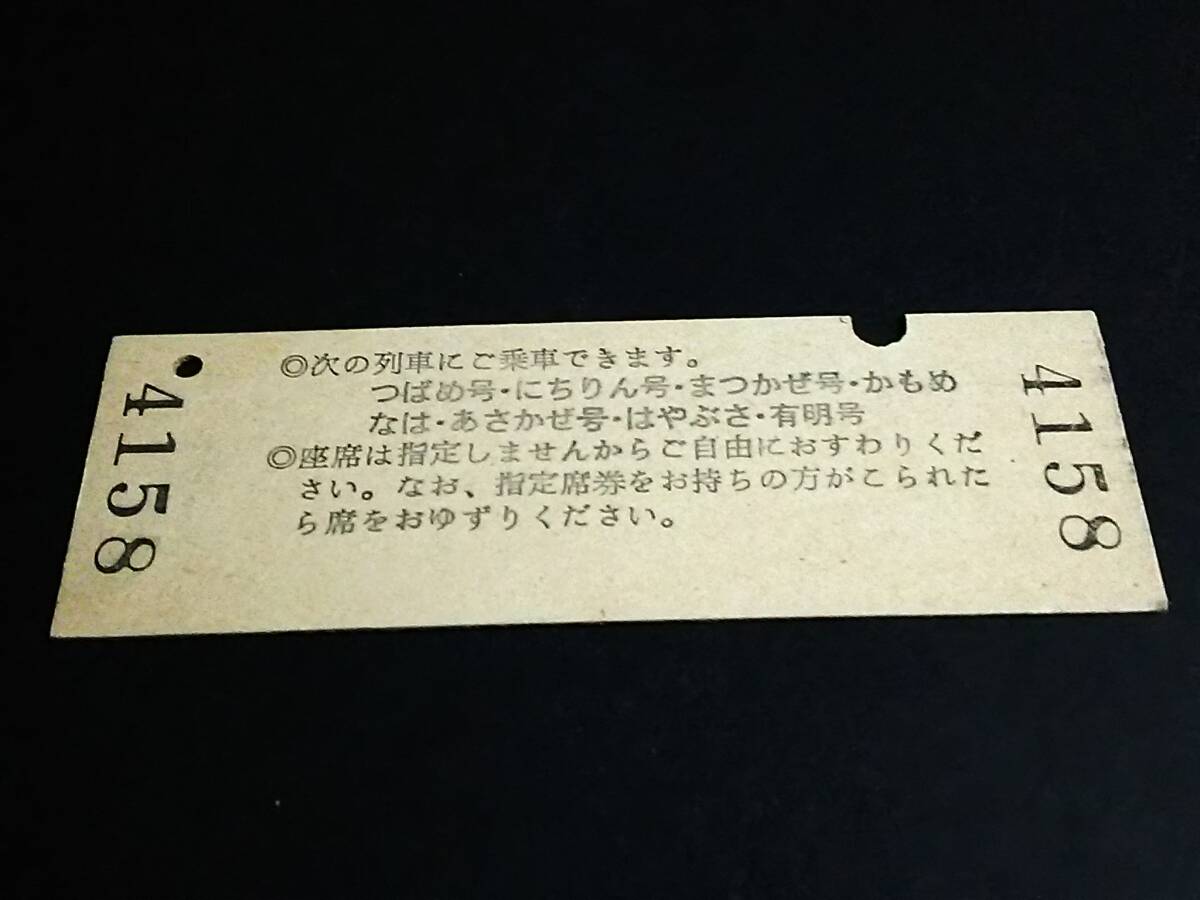 ◎次の列車にご乗車できます。
つばめ号・にちりん号・まつかぜ号・かもめ
なは・あさかぜ号・はやぶさ・有明号
◎座席は指定しませんからご自由におすわりくだ
さい。なお、指定席券をお持ちの方がこられた
ら席をおゆずりください。
4158
4158